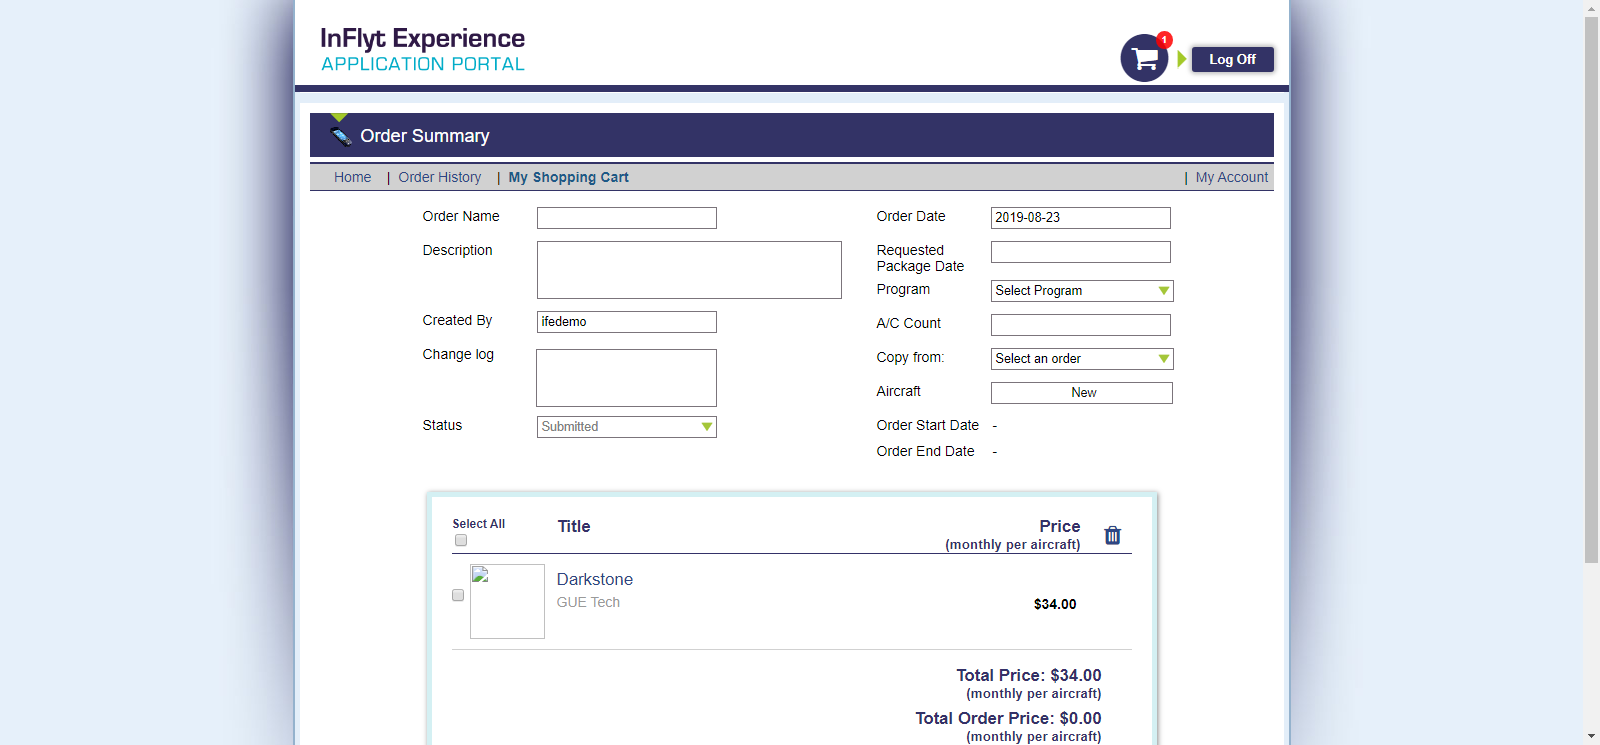 InFlyt Experience
APPLICATION PORTAL
1
Log Off
Order Summary
Home | Order History | My Shopping Cart | My Account
Order Name
Order Date 2019-08-23
Description
Requested
Package Date
Program Select Program
Created By ifedemo
A/C Count
Change log
Copy from: Select an order
Aircraft New
Status Submitted
Order Start Date -
Order End Date -
Select All Title Price
(monthly per aircraft)
Darkstone
GUE Tech
$34.00
Total Price: $34.00
(monthly per aircraft)
Total Order Price: $0.00
(monthly per aircraft)